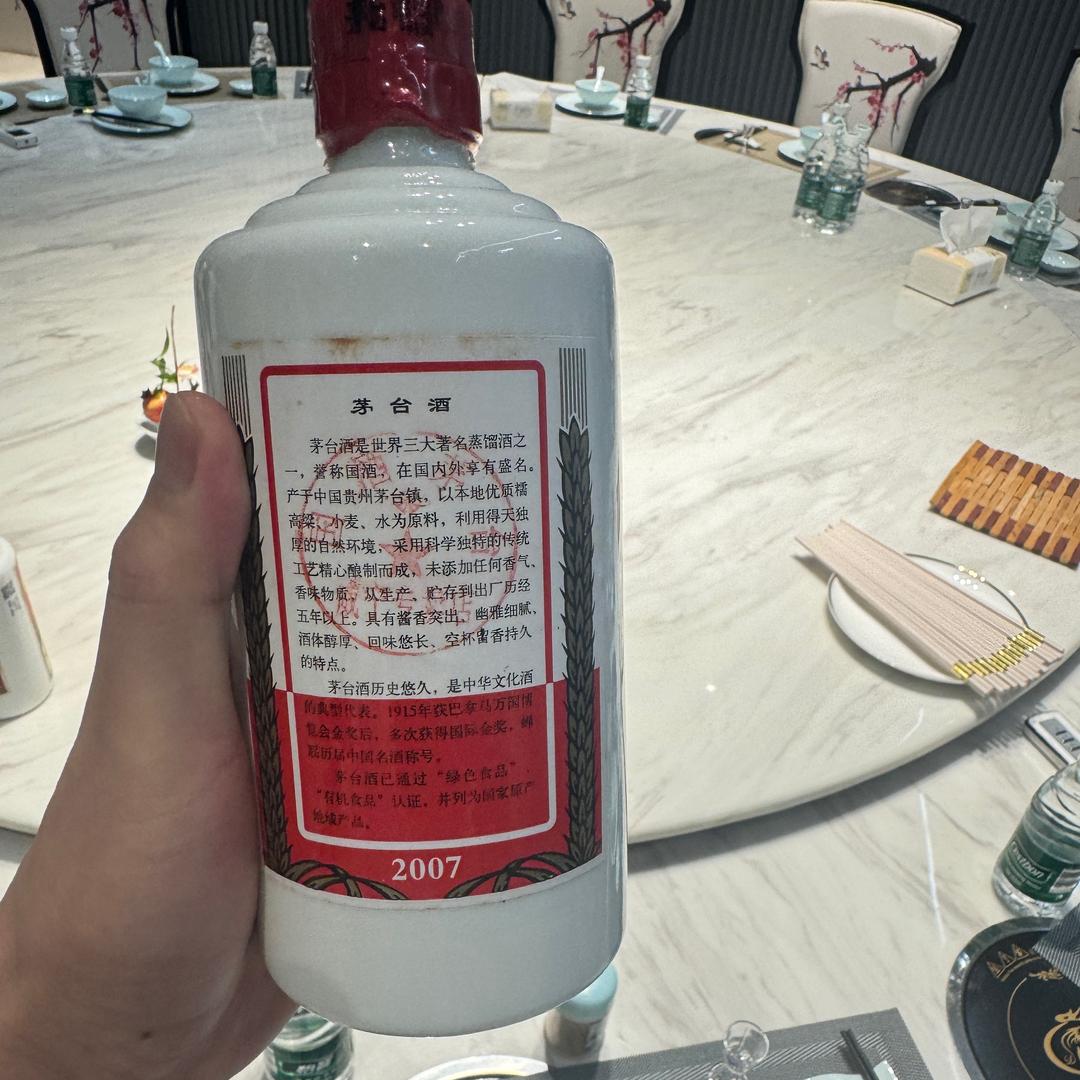 茅台酒
茅台酒是世界三大著名蒸馏酒之
一，誉称国酒，在国内外享有盛名。
产于中国贵州茅台镇，以本地优质糯
高粱、小麦、水为原料，利用得天独
厚的自然环境，采用科学独特的传统
工艺精心酿制而成，未添加任何香气、
香味物质，从生产、贮存到出厂历经
五年以上。具有酱香突出、幽雅细腻、
酒体醇厚、回味悠长、空杯留香持久
的特点。
茅台酒历史悠久，是中华文化酒
的典型代表。1915年获巴拿马万国博
览会金奖后，多次获得国际金奖，蝉
联历届中国名酒称号。
茅台酒已通过“绿色食品”、
“有机食品”认证，并列为国家原产
地域产品。
2007